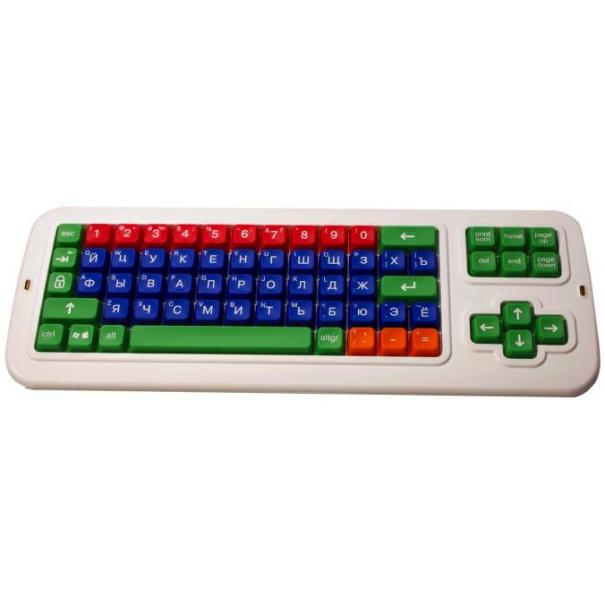 esc 1 2 3 4 5 6 7 8 9 0 ←
Й Ц У К Е Н Г Ш Щ З Х Ъ
Ф Ы В А П Р О Л Д Ж ↵
↑ Я Ч С М И Т Ь Б Ю Э Ё
ctrl alt altgr - =
print scrn home page up
del end page down
↑
← ↓ →